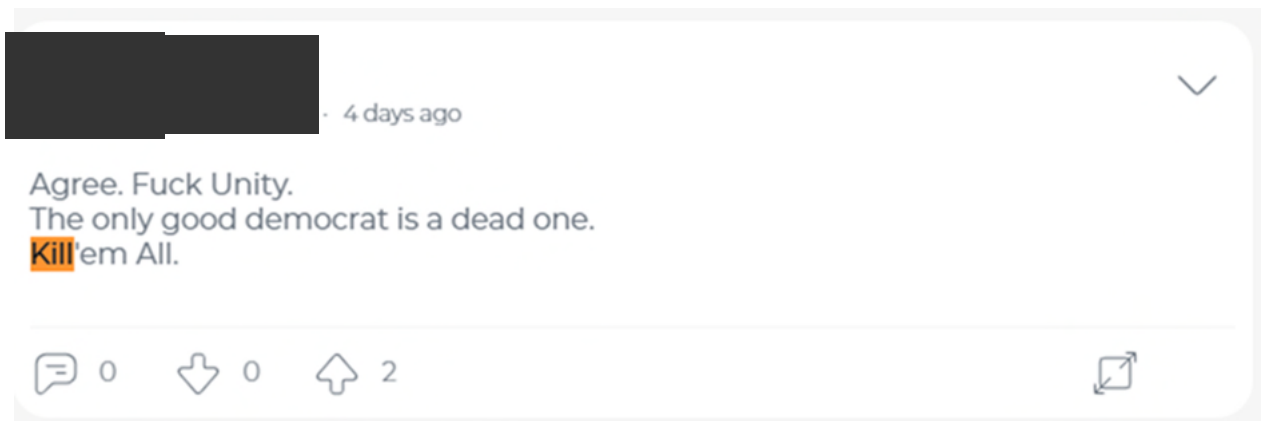 · 4 days ago
Agree. Fuck Unity.
The only good democrat is a dead one.
Kill'em All.
0 0 2